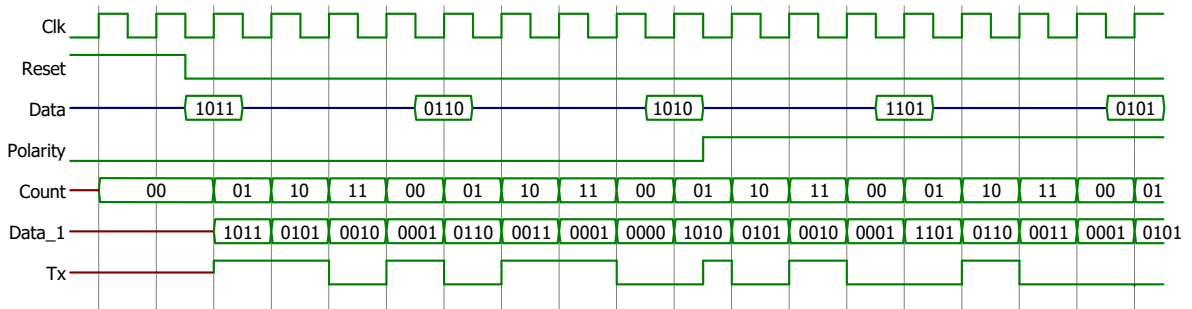 Clk
Reset
Data 1011 0110 1010 1101 0101
Polarity
Count 00 01 10 11 00 01 10 11 00 01 10 11 00 01 10 11 00 01
Data_1 1011 0101 0010 0001 0110 0011 0001 0000 1010 0101 0010 0001 1101 0110 0011 0001 0101
Tx